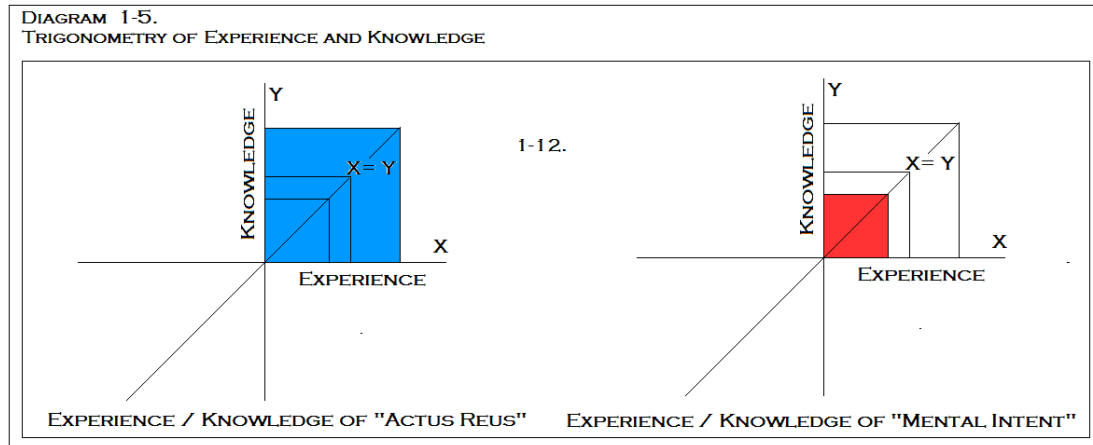 Diagram 1-5.
Trigonometry of Experience and Knowledge
Y
Knowledge
X= Y
X
Experience
1-12.
Y
Knowledge
X= Y
X
Experience
Experience / Knowledge of "Actus Reus"
Experience / Knowledge of "Mental Intent"